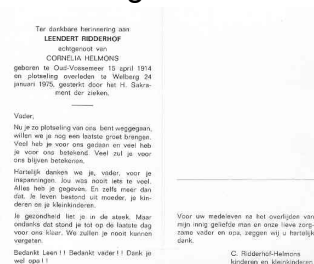 Ter dankbare herinnering aan
LEENDERT RIDDERHOF
echtgenoot van
CORNELIA HELMONS
geboren te Oud-Vossemeer 15 april 1914
en plotseling overleden te Welberg 24
januari 1975, gesterkt door het H. Sakra-
ment der zieken.
Vader,
Nu je zo plotseling van ons bent weggegaan,
willen we je nog een laatste groet brengen.
Veel heb je voor ons gedaan en veel heb
je voor ons betekend. Veel zul je voor
ons blijven betekenen.
Hartelijk danken we je, vader, voor je
inspanningen. Jou was nooit iets te veel.
Alles heb je gegeven. En zelfs meer dan
dat. Je leven bestond uit moeder, je kin-
deren en je kleinkinderen.
Je gezondheid liet je in de steek. Maar
ondanks dat stond je tot op de laatste dag
voor ons klaar. We zullen je nooit kunnen
vergeten.
Bedankt Leen!! Bedankt vader!! Dank je
wel opa!!
Voor uw medeleven na het overlijden van
mijn innig geliefde man en onze lieve zorg-
zame vader en opa, zeggen wij u hartelijk
dank.
C. Ridderhof-Helmons
kinderen en kleinkinderen